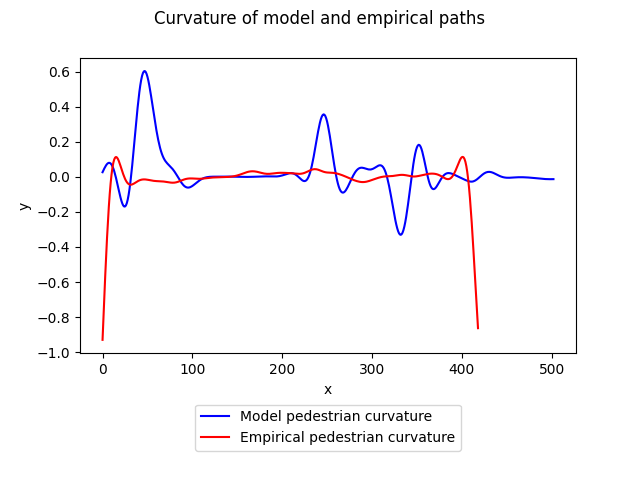 Curvature of model and empirical paths
0.6
0.4
0.2
0.0
−0.2
−0.4
−0.6
−0.8
−1.0
y
0 100 200 300 400 500
x
Model pedestrian curvature
Empirical pedestrian curvature